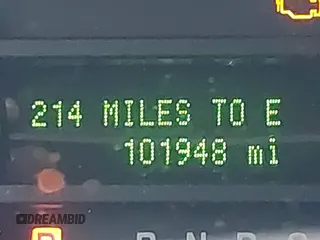 214 MILES TO E
101948 mi
DREAMBID
P R N D